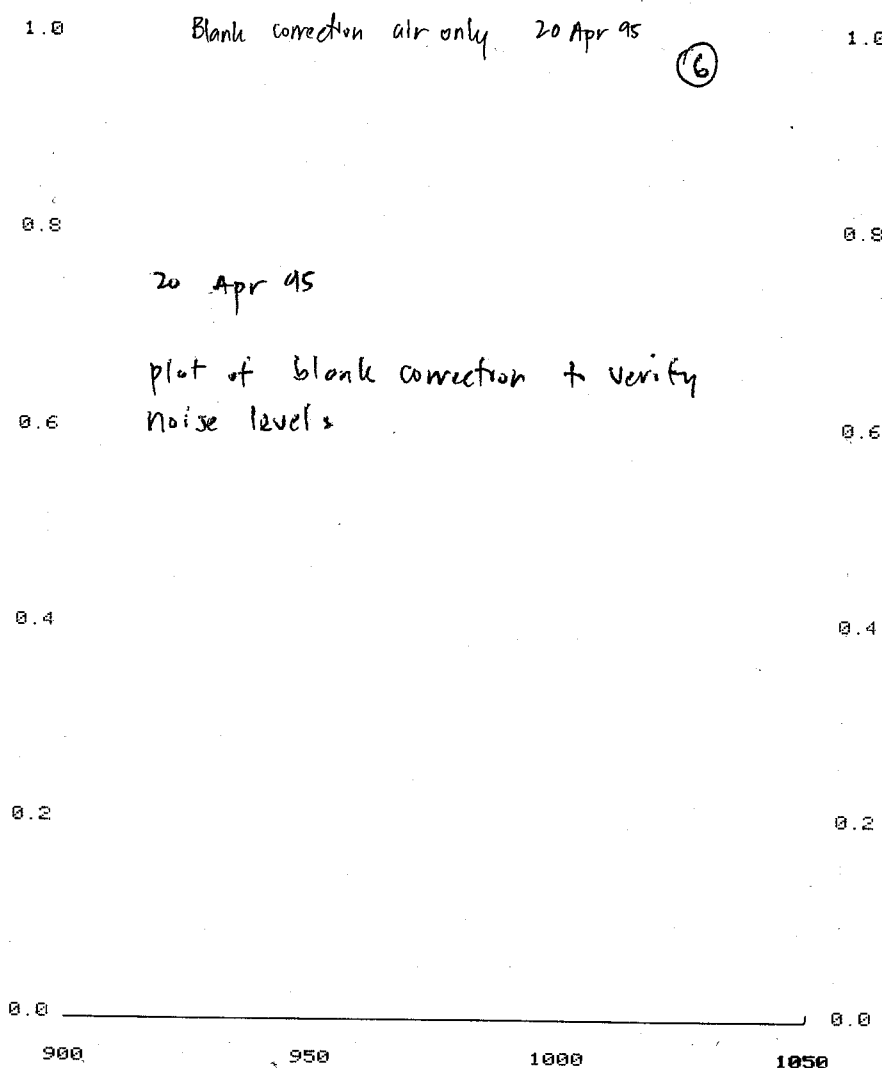 Blank correction air only 20 Apr 95
6
1.0 1.0
0.8 0.8
20 Apr 95
plot of blank correction to verify
noise levels
0.6 0.6
0.4 0.4
0.2 0.2
0.0 0.0
900 950 1000 1050